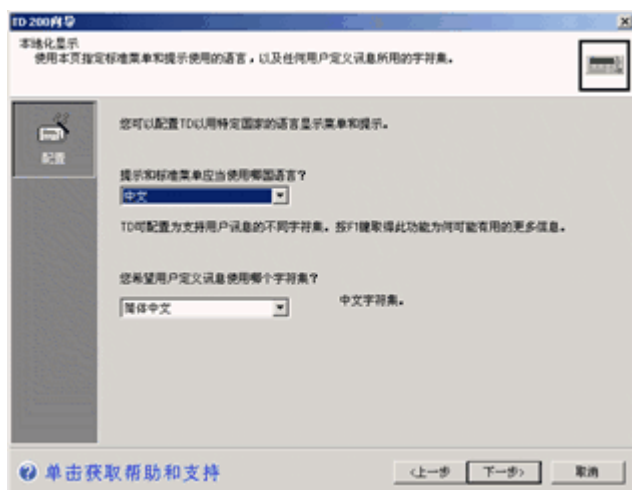 TD 200向导
本地化显示
使用本页指定标准菜单和提示使用的语言，以及任何用户定义讯息所用的字符集。
配置
您可以配置TD以用特定国家的语言显示菜单和提示。
提示和标准菜单应当使用哪国语言?
中文
TD可配置为支持用户讯息的不同字符集。按F1键取得此功能为何可能有用的更多信息。
您希望用户定义讯息使用哪个字符集?
简体中文
中文字符集。
单击获取帮助和支持
<上一步
下一步>
取消